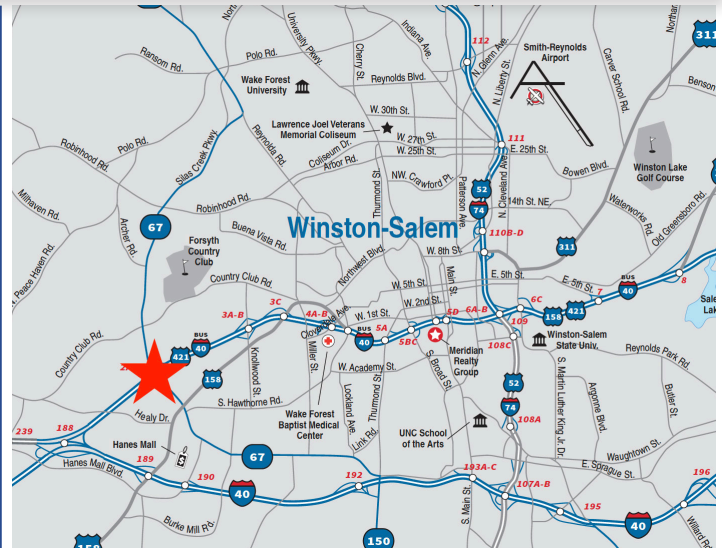 311
Ransom Rd.
Polo Rd.
University Pkwy.
Cherry St.
Indiana Ave.
112
N. Glenn Ave.
Smith-Reynolds
Airport
Carver School Rd.
Benson
Wake Forest
University
Reynolds Blvd.
N. Liberty St.
W. 30th St.
Lawrence Joel Veterans
Memorial Coliseum
W. 27th St.
W. 25th St.
111
E. 25th St.
Robinhood Rd.
Polo Rd.
Silas Creek Pkwy.
Reynolda Rd.
Coliseum Dr.
Arbor Rd.
Bowen Blvd.
Winston Lake
Golf Course
NW. Crawford Pl.
Thurmond St.
Patterson Ave.
52
74
N. Cleveland Ave.
14th St. NE.
Waterworks Rd.
Old Greensboro Rd.
Milhaven Rd.
Archer Rd.
Robinhood Rd.
67
Winston-Salem
110B-D
311
Buena Vista Rd.
Forsyth
Country
Club
Northwest Blvd.
W. 8th St.
Peace Haven Rd.
Country Club Rd.
W. 5th St.
Main St.
E. 5th St.
E. 5th St.
7
BUS
40
8
3C
4A-B
W. 1st St.
W. 2nd St.
5D
6A-B
6C
158
421
3A-B
BUS
40
5A
5BC
109
108C
Country Club Rd.
421
BUS
40
Knollwood St.
Miller St.
Meridian
Realty
Group
Winston-Salem
State Univ.
Reynolds Park Rd.
158
W. Academy St.
S. Broad St.
52
74
S. Martin Luther King Jr. Dr.
Argonne Blvd.
Butler St.
S. Hawthorne Rd.
Lockland Ave.
Thurmond St.
Healy Dr.
Wake Forest
Baptist Medical
Center
108A
239
188
Hanes Mall
Link Rd.
UNC School
of the Arts
Waughtown St.
67
E. Sprague St.
Hanes Mall Blvd.
189
190
192
193A-C
107A-B
196
40
S. Main St.
195
40
Burke Mill Rd.
150
158
Willard Rd.